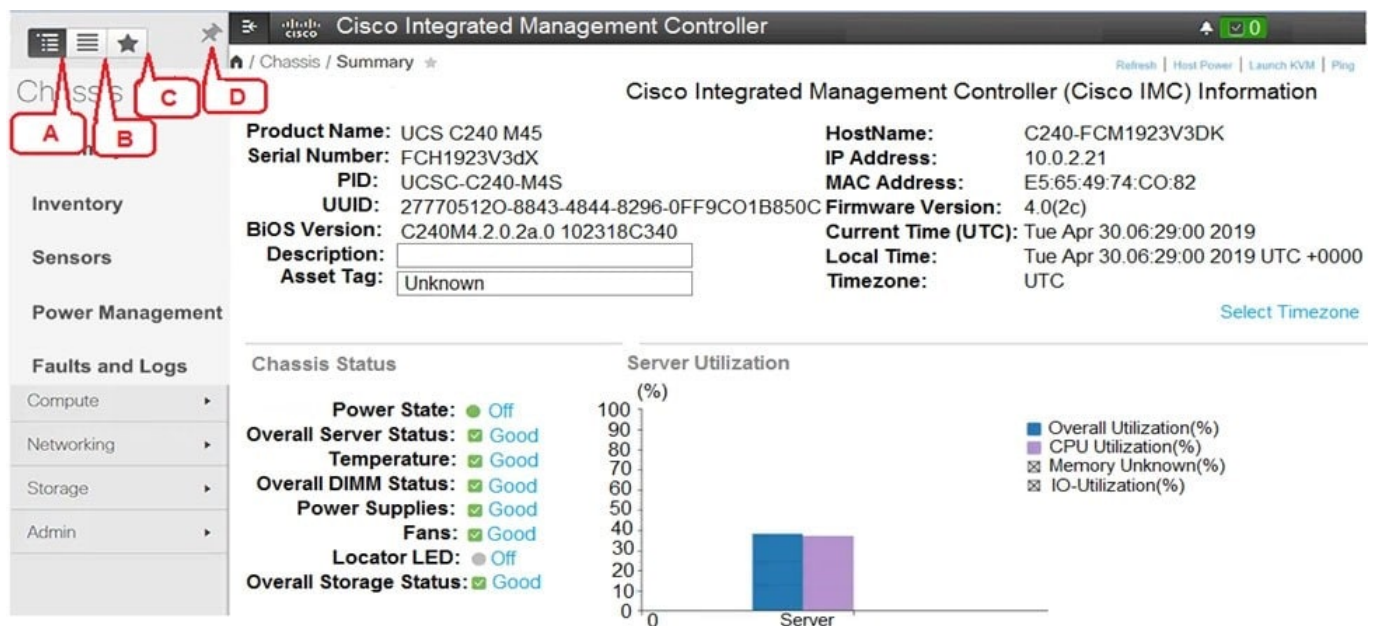 cisco Cisco Integrated Management Controller
0
/ Chassis / Summary
Refresh | Host Power | Launch KVM | Ping
A
B
C
D
Cisco Integrated Management Controller (Cisco IMC) Information
Product Name: UCS C240 M45
Serial Number: FCH1923V3dX
PID: UCSC-C240-M4S
UUID: 27770512O-8843-4844-8296-0FF9CO1B850C
BiOS Version: C240M4.2.0.2a.0 102318C340
Description:
Asset Tag: Unknown
HostName: C240-FCM1923V3DK
IP Address: 10.0.2.21
MAC Address: E5:65:49:74:CO:82
Firmware Version: 4.0(2c)
Current Time (UTC): Tue Apr 30.06:29:00 2019
Local Time: Tue Apr 30.06:29:00 2019 UTC +0000
Timezone: UTC
Select Timezone
Inventory
Sensors
Power Management
Faults and Logs
Compute
Networking
Storage
Admin
Chassis Status
Power State: Off
Overall Server Status: Good
Temperature: Good
Overall DIMM Status: Good
Power Supplies: Good
Fans: Good
Locator LED: Off
Overall Storage Status: Good
Server Utilization
(%)
100
90
80
70
60
50
40
30
20
10
0
0
Server
Overall Utilization(%)
CPU Utilization(%)
Memory Unknown(%)
IO-Utilization(%)